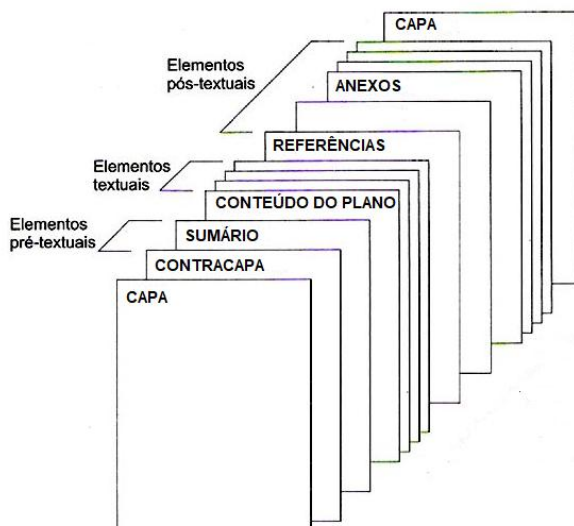 CAPA
Elementos
pós-textuais
ANEXOS
REFERÊNCIAS
Elementos
textuais
CONTEÚDO DO PLANO
Elementos
pré-textuais
SUMÁRIO
CONTRACAPA
CAPA